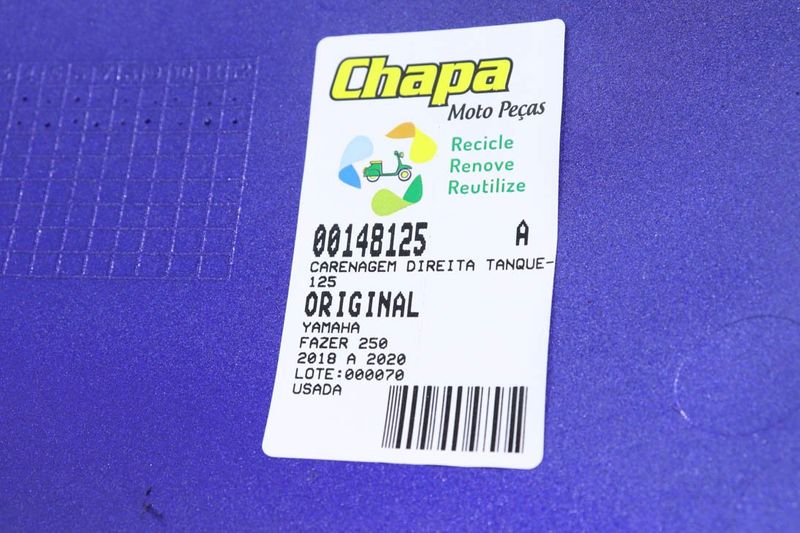 Chapa
Moto Peças
Recicle
Renove
Reutilize
00148125 A
CARENAGEM DIREITA TANQUE-
125
ORIGINAL
YAMAHA
FAZER 250
2018 A 2020
LOTE:000070
USADA